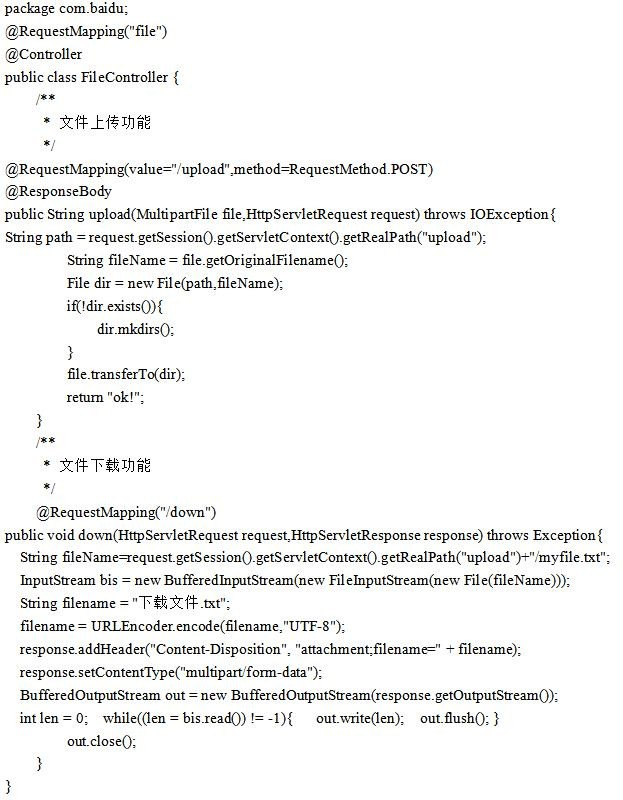 package com.baidu;
@RequestMapping("file")
@Controller
public class FileController {
/**
* 文件上传功能
*/
@RequestMapping(value="/upload",method=RequestMethod.POST)
@ResponseBody
public String upload(MultipartFile file,HttpServletRequest request) throws IOException{
String path = request.getSession().getServletContext().getRealPath("upload");
String fileName = file.getOriginalFilename();
File dir = new File(path,fileName);
if(!dir.exists()){
dir.mkdirs();
}
file.transferTo(dir);
return "ok!";
}
/**
* 文件下载功能
*/
@RequestMapping("/down")
public void down(HttpServletRequest request,HttpServletResponse response) throws Exception{
String fileName=request.getSession().getServletContext().getRealPath("upload")+"/myfile.txt";
InputStream bis = new BufferedInputStream(new FileInputStream(new File(fileName)));
String filename = "下载文件.txt";
filename = URLEncoder.encode(filename,"UTF-8");
response.addHeader("Content-Disposition", "attachment;filename=" + filename);
response.setContentType("multipart/form-data");
BufferedOutputStream out = new BufferedOutputStream(response.getOutputStream());
int len = 0; while((len = bis.read()) != -1){ out.write(len); out.flush(); }
out.close();
}
}